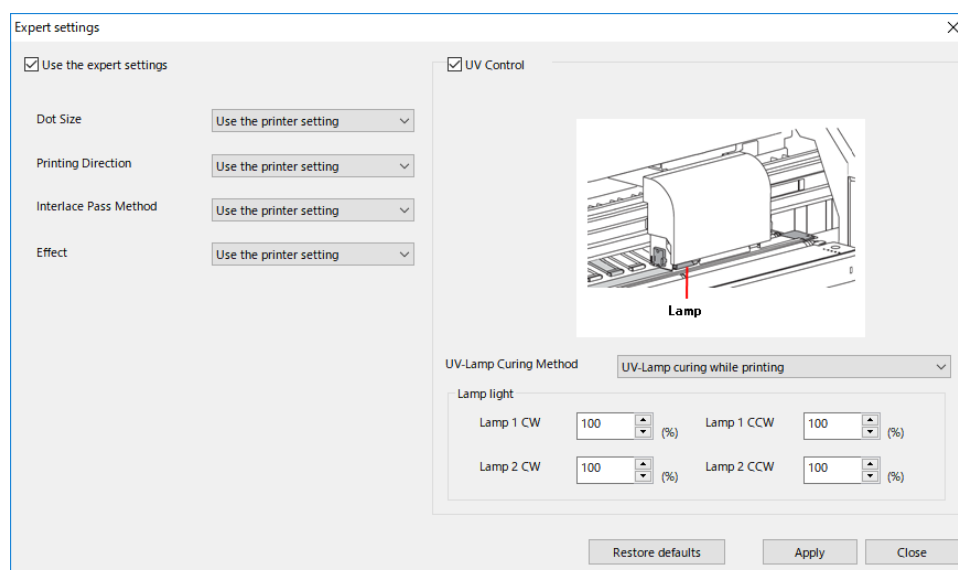 Expert settings
Use the expert settings
Dot Size
Use the printer setting
Printing Direction
Use the printer setting
Interlace Pass Method
Use the printer setting
Effect
Use the printer setting
UV Control
Lamp
UV-Lamp Curing Method
UV-Lamp curing while printing
Lamp light
Lamp 1 CW 100 (%) Lamp 1 CCW 100 (%)
Lamp 2 CW 100 (%) Lamp 2 CCW 100 (%)
Restore defaults Apply Close